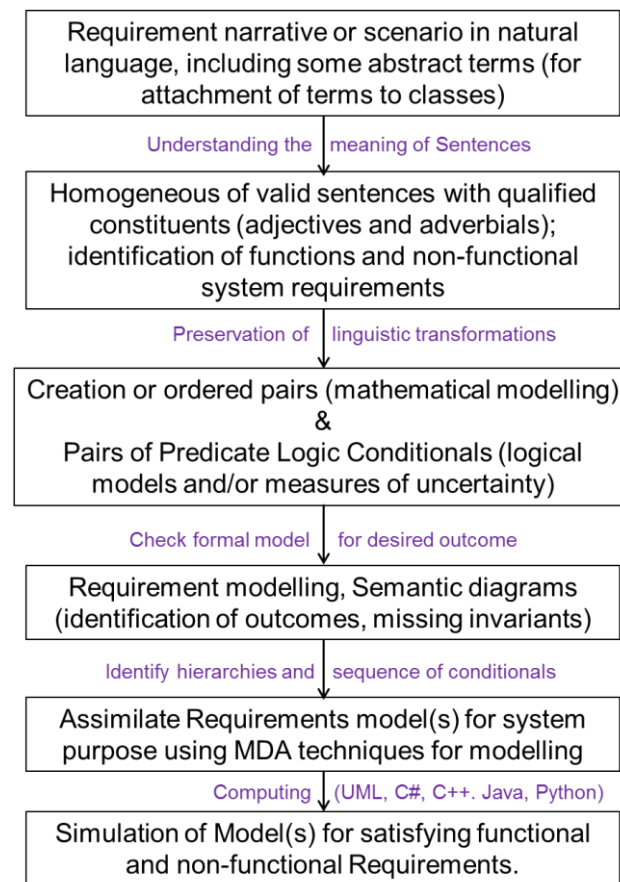 Requirement narrative or scenario in natural
language, including some abstract terms (for
attachment of terms to classes)
Understanding the meaning of Sentences
Homogeneous of valid sentences with qualified
constituents (adjectives and adverbials);
identification of functions and non-functional
system requirements
Preservation of linguistic transformations
Creation or ordered pairs (mathematical modelling)
&
Pairs of Predicate Logic Conditionals (logical
models and/or measures of uncertainty)
Check formal model for desired outcome
Requirement modelling, Semantic diagrams
(identification of outcomes, missing invariants)
Identify hierarchies and sequence of conditionals
Assimilate Requirements model(s) for system
purpose using MDA techniques for modelling
Computing (UML, C#, C++. Java, Python)
Simulation of Model(s) for satisfying functional
and non-functional Requirements.